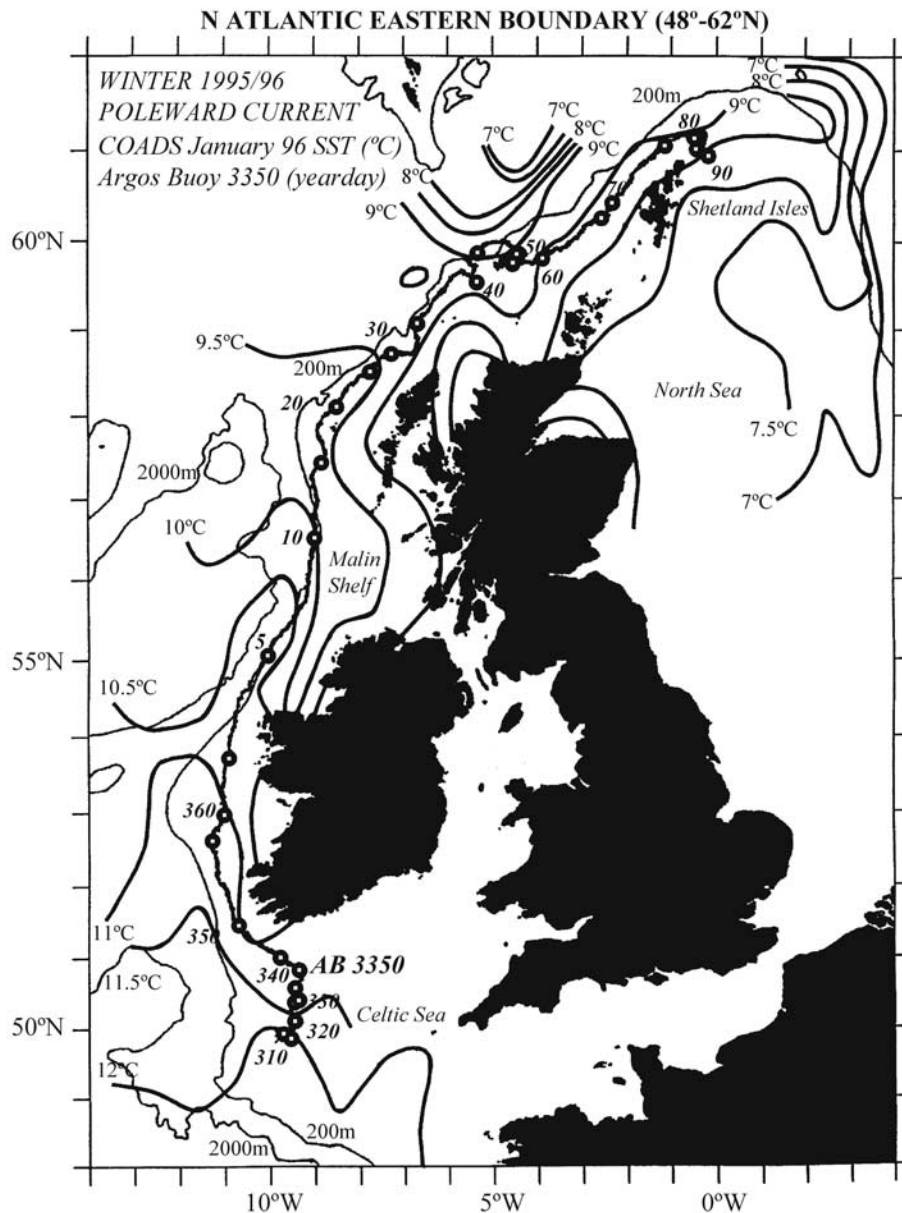 N ATLANTIC EASTERN BOUNDARY (48º-62ºN)
WINTER 1995/96
POLEWARD CURRENT
COADS January 96 SST (ºC)
Argos Buoy 3350 (yearday)
7ºC
8ºC
9ºC
7ºC
8ºC
200m
9ºC
80
90
8ºC
9ºC
70
Shetland Isles
60ºN
50
60
40
30
9.5ºC
200m
20
North Sea
7.5ºC
2000m
7ºC
10ºC
10
Malin
Shelf
5
55ºN
10.5ºC
360
11ºC
350
AB 3350
340
11.5ºC
330
Celtic Sea
50ºN
320
310
12ºC
200m
2000m
10ºW
5ºW
0ºW